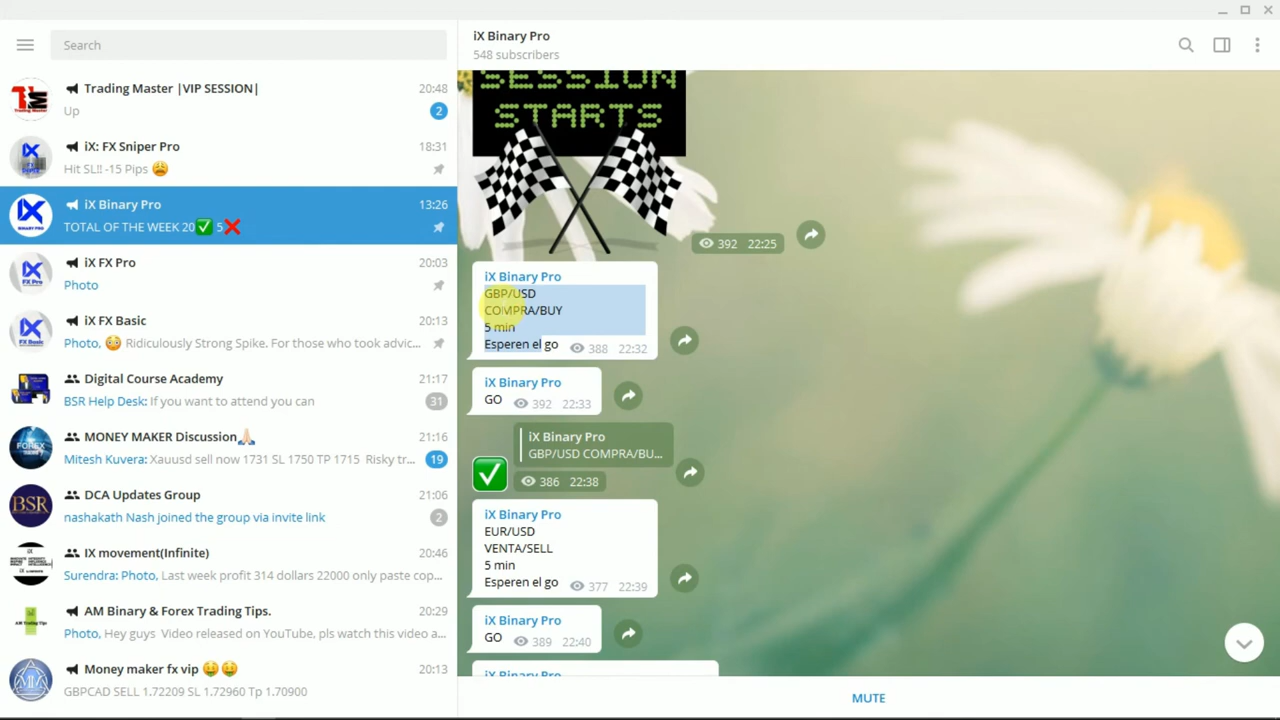 Search
Trading Master |VIP SESSION|
20:48
Up
2
iX: FX Sniper Pro
18:31
Hit SL!! -15 Pips 😩
iX Binary Pro
13:26
TOTAL OF THE WEEK 20✅ 5❌
iX FX Pro
20:03
Photo
iX FX Basic
20:13
Photo, 😳 Ridiculously Strong Spike. For those who took advic...
Digital Course Academy
21:17
BSR Help Desk: If you want to attend you can
31
MONEY MAKER Discussion🙏🏻
21:16
Mitesh Kuvera: Xauusd sell now 1731 SL 1750 TP 1715 Risky tr...
19
DCA Updates Group
21:06
nashakath Nash joined the group via invite link
2
IX movement(Infinite)
20:46
Surendra: Photo, Last week profit 314 dollars 22000 only paste cop...
AM Binary & Forex Trading Tips.
20:29
Photo, Hey guys Video released on YouTube, pls watch this video a...
Money maker fx vip 🤑🤑
20:13
GBPCAD SELL 1.72209 SL 1.72960 Tp 1.70900
iX Binary Pro
548 subscribers
SESSION
STARTS
392 22:25
iX Binary Pro
GBP/USD
COMPRA/BUY
5 min
Esperen el go
388 22:32
iX Binary Pro
GO
392 22:33
iX Binary Pro
GBP/USD COMPRA/BU...
386 22:38
iX Binary Pro
EUR/USD
VENTA/SELL
5 min
Esperen el go
377 22:39
iX Binary Pro
GO
389 22:40
iX Binary Pro
MUTE